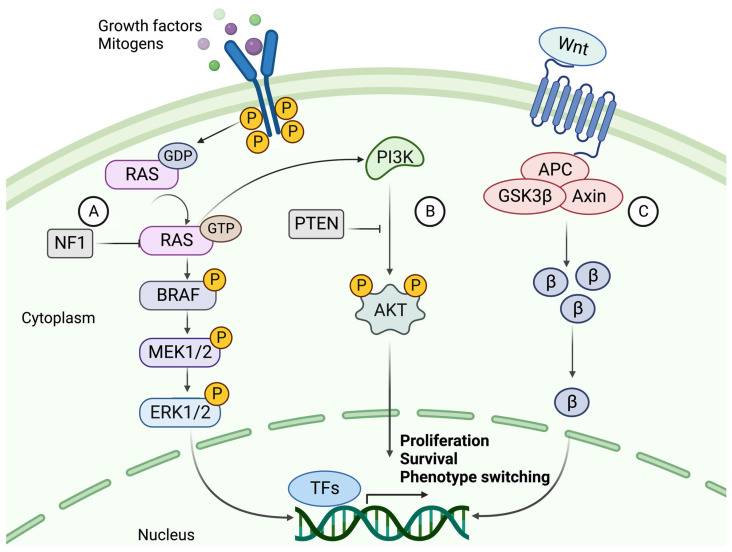 Growth factors
Mitogens
Wnt
P
P
P
P
GDP
RAS
PI3K
APC
GSK3β
Axin
A
B
C
NF1
RAS
GTP
PTEN
BRAF
P
P
P
AKT
β
β
β
Cytoplasm
MEK1/2
P
ERK1/2
P
β
Proliferation
Survival
Phenotype switching
TFs
Nucleus